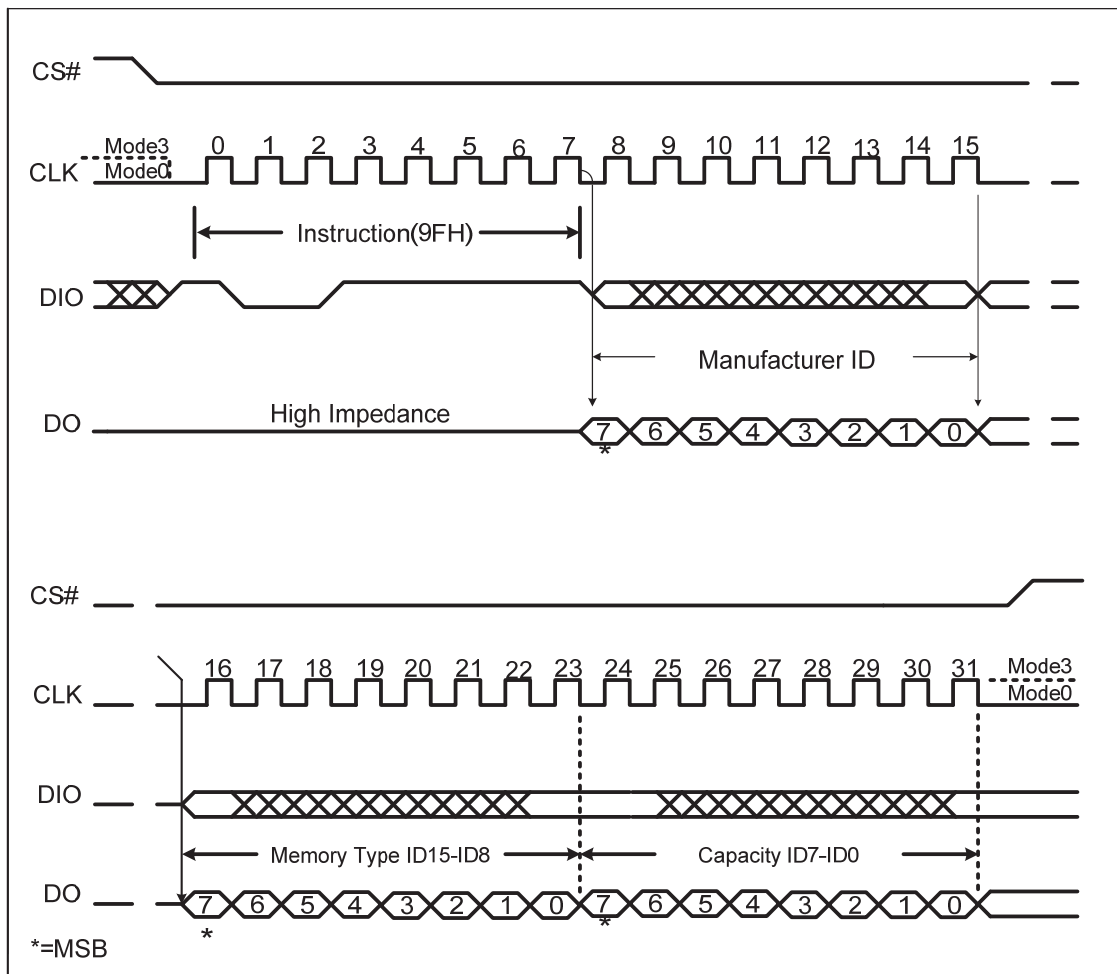 CS#
0 1 2 3 4 5 6 7 8 9 10 11 12 13 14 15
Mode3
CLK
Mode0
Instruction(9FH)
DIO
Manufacturer ID
High Impedance
DO
7 6 5 4 3 2 1 0
*
CS#
16 17 18 19 20 21 22 23 24 25 26 27 28 29 30 31
Mode3
CLK
Mode0
DIO
Memory Type ID15-ID8
Capacity ID7-ID0
DO
7 6 5 4 3 2 1 0 7 6 5 4 3 2 1 0
* *
*=MSB